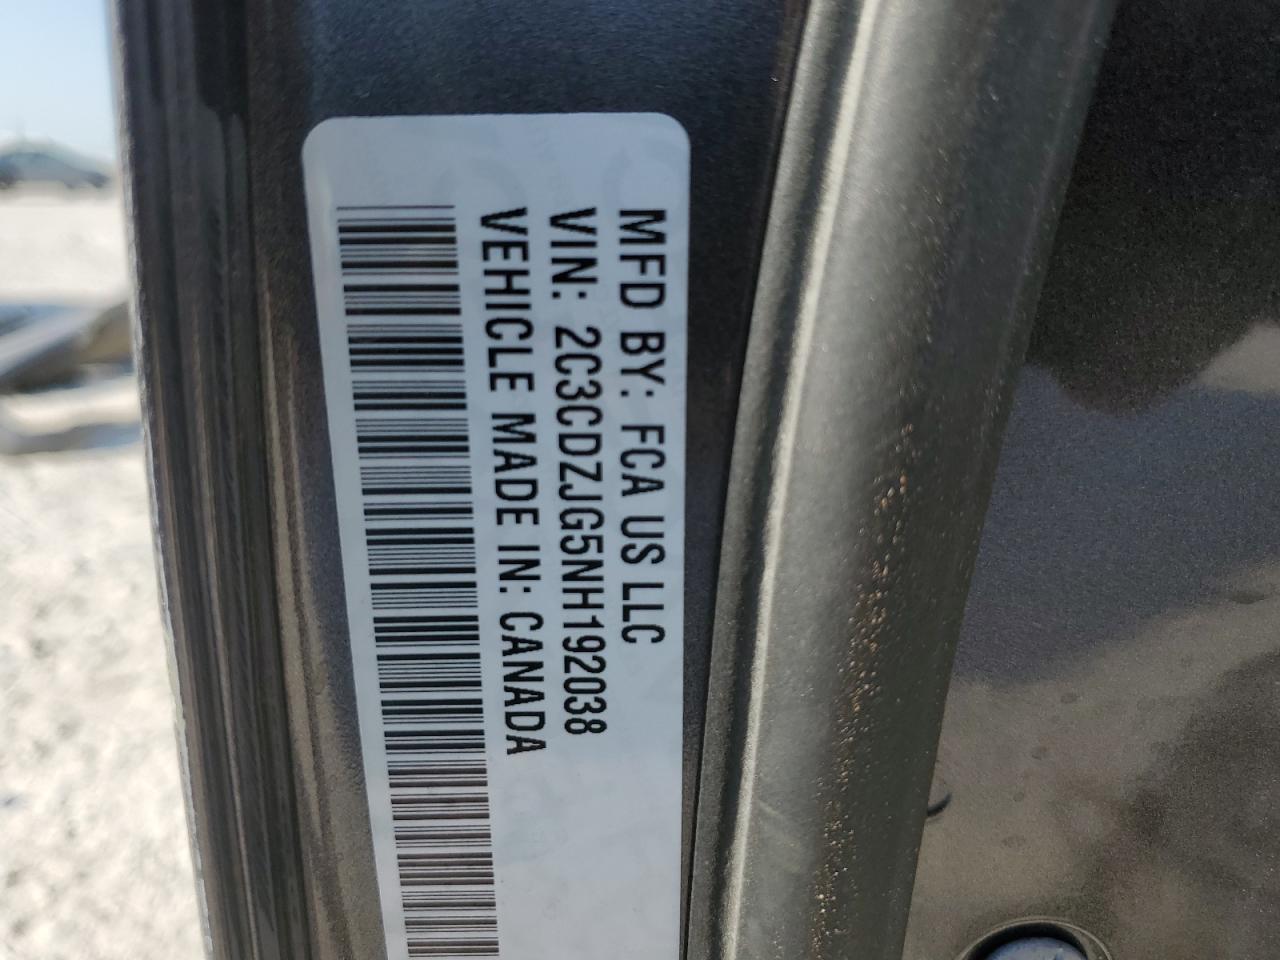 MFD BY: FCA US LLC
VIN: 2C3CDZJG5NH192038
VEHICLE MADE IN: CANADA